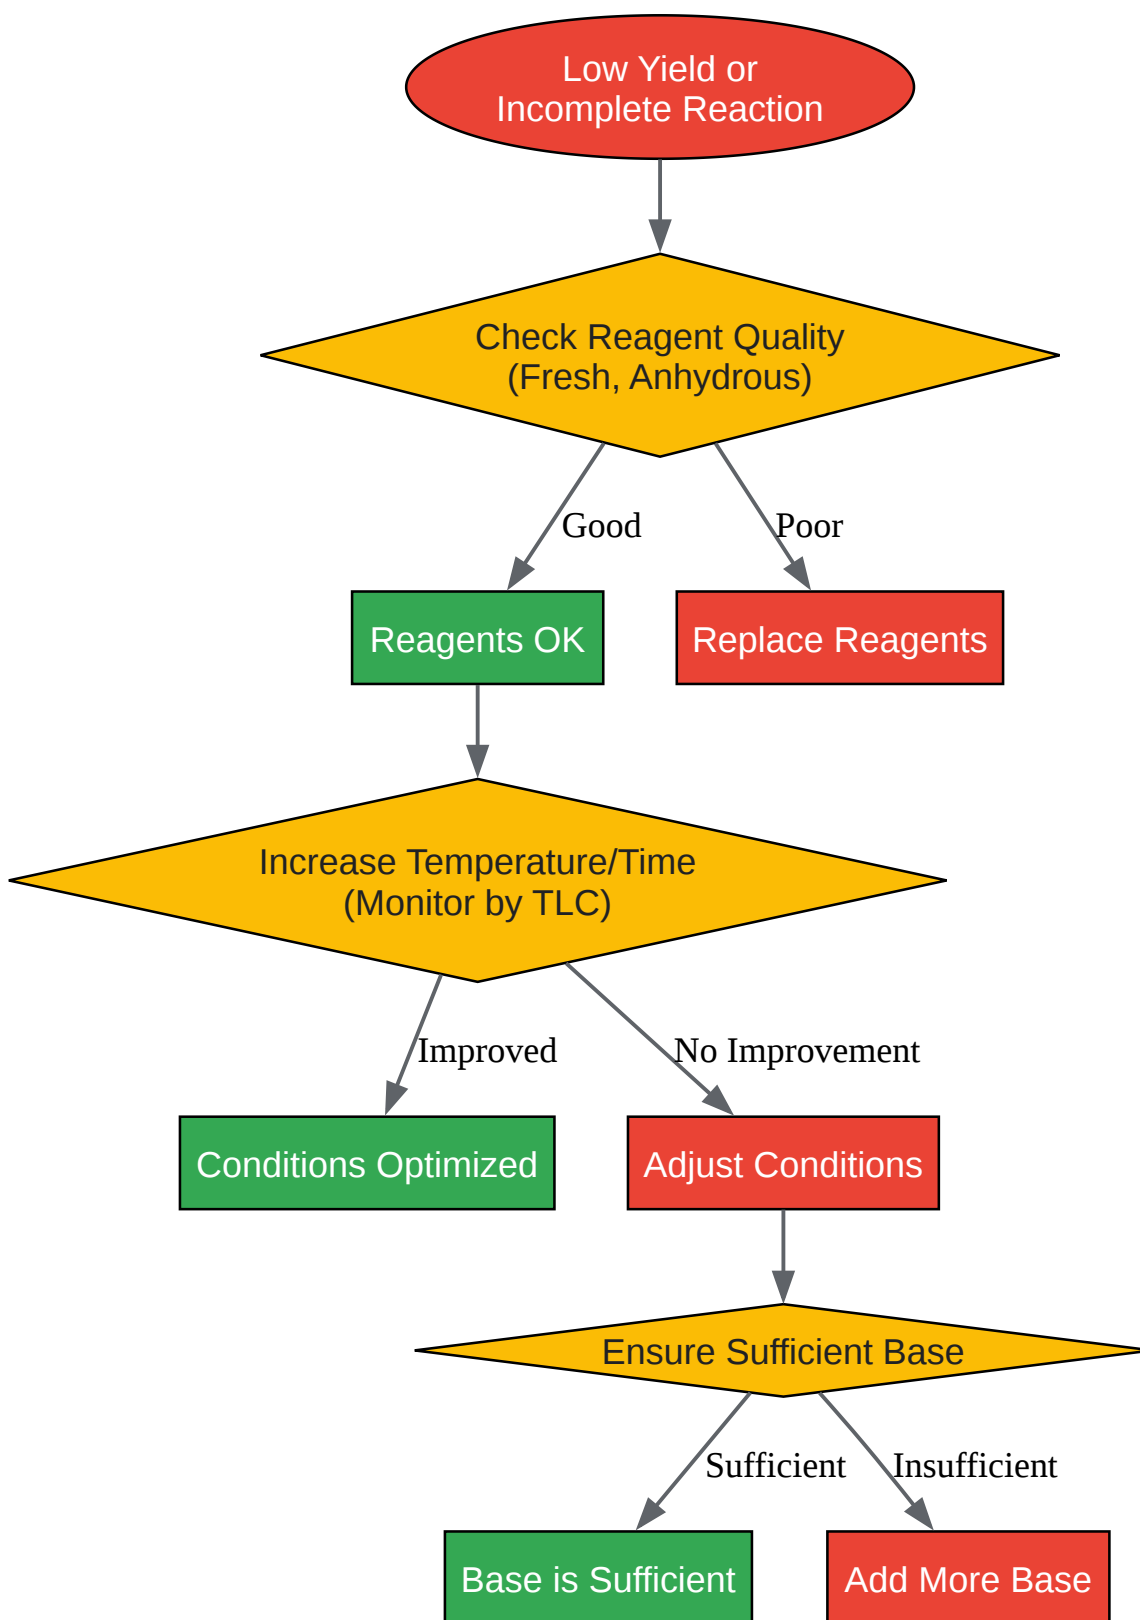 Low Yield or
Incomplete Reaction
Check Reagent Quality
(Fresh, Anhydrous)
Good
Poor
Reagents OK
Replace Reagents
Increase Temperature/Time
(Monitor by TLC)
Improved
No Improvement
Conditions Optimized
Adjust Conditions
Ensure Sufficient Base
Sufficient
Insufficient
Base is Sufficient
Add More Base